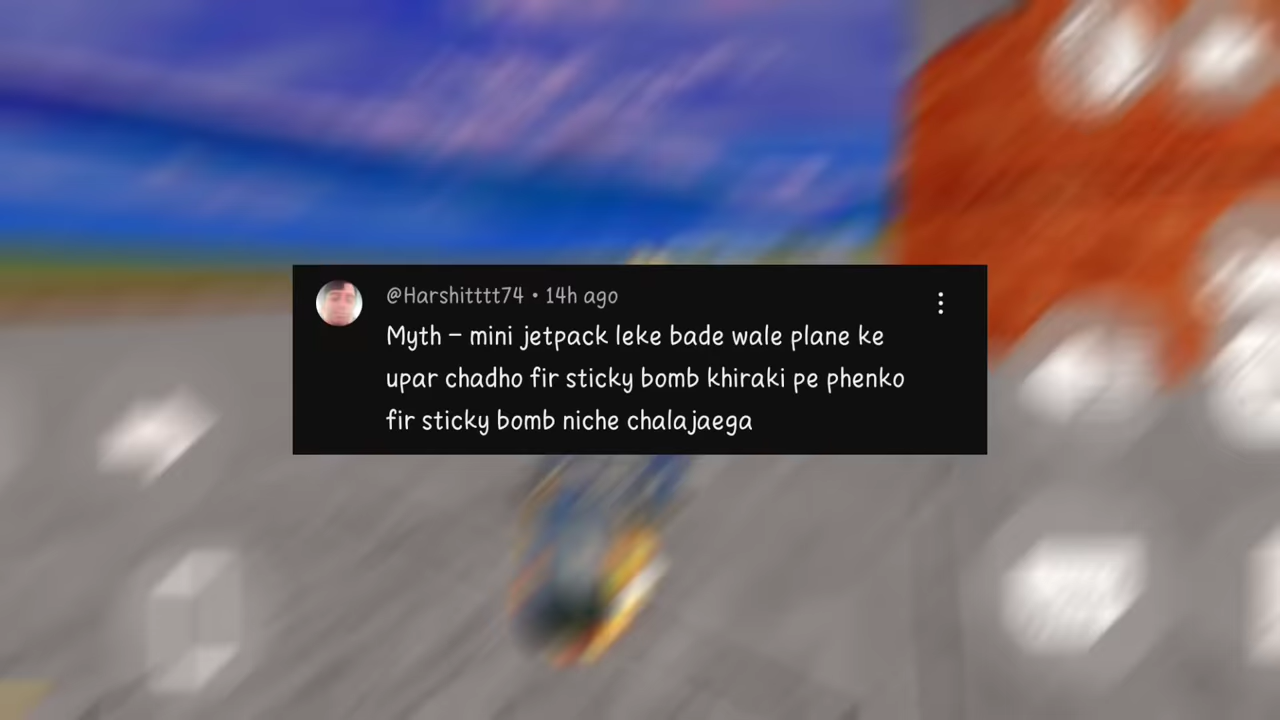 @Harshitttt74 • 14h ago
Myth – mini jetpack leke bade wale plane ke
upar chadho fir sticky bomb khiraki pe phenko
fir sticky bomb niche chalajaega